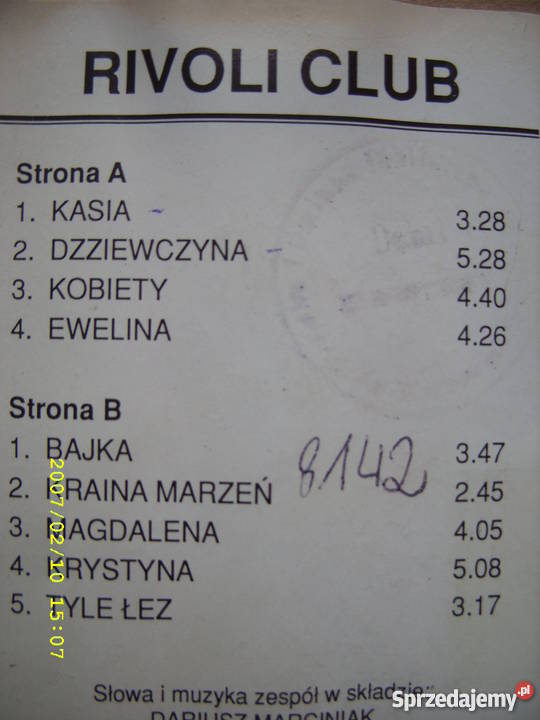 RIVOLI CLUB
Strona A
1. KASIA - 3.28
2. DZZIEWCZYNA - 5.28
3. KOBIETY 4.40
4. EWELINA 4.26
Strona B
1. BAJKA 3.47
8142
2. KRAINA MARZEŃ 2.45
3. MAGDALENA 4.05
4. KRYSTYNA 5.08
5. TYLE ŁEZ 3.17
2007/02/10 15:07
Słowa i muzyka zespół w składzie:
DARIUSZ MARCINIAK
Sprzedajemy.pl